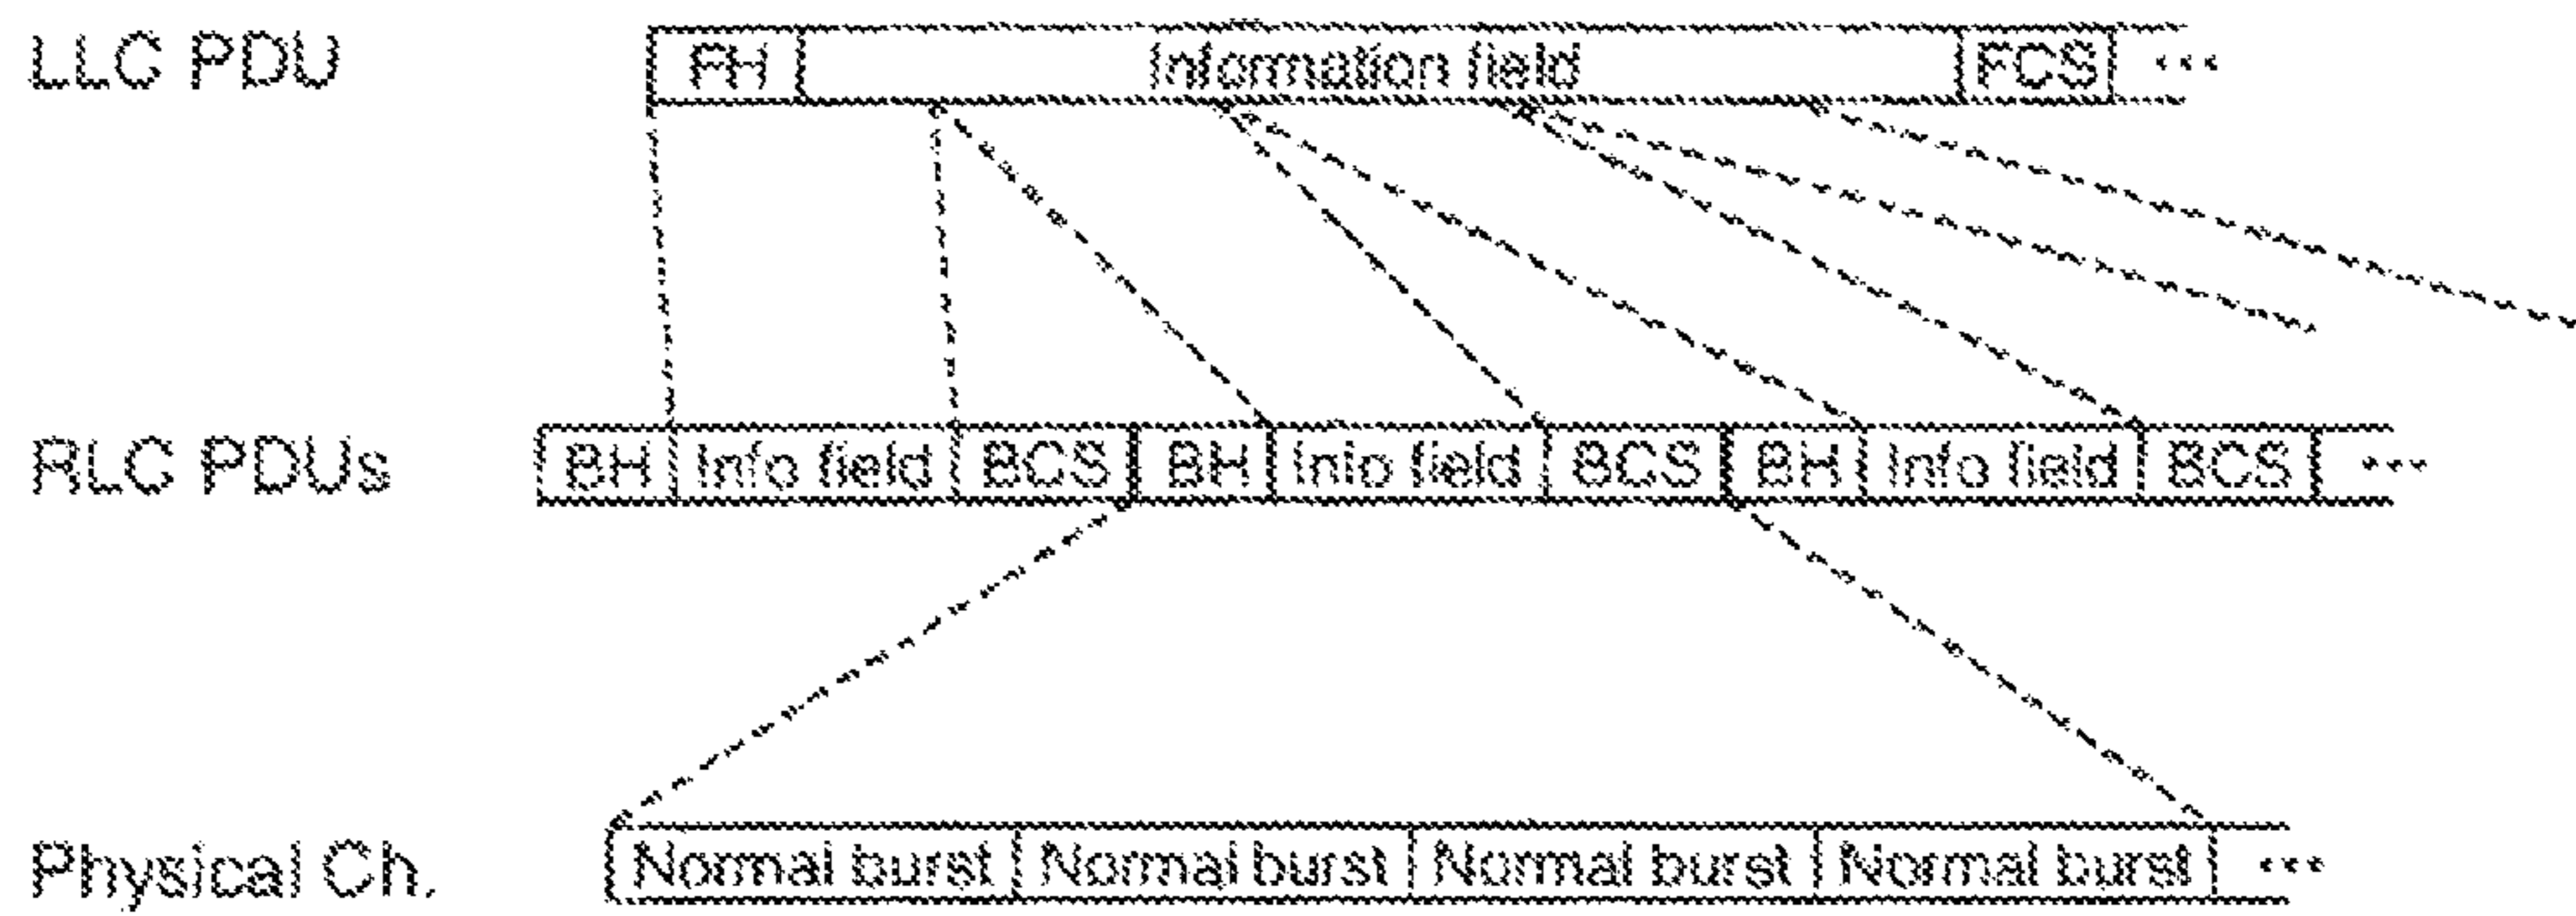 LLC PDU FH Information field FCS ...
RLC PDUs BH Info field BCS BH Info field BCS BH Info field BCS ...
Physical Ch. Normal burst Normal burst Normal burst Normal burst ...